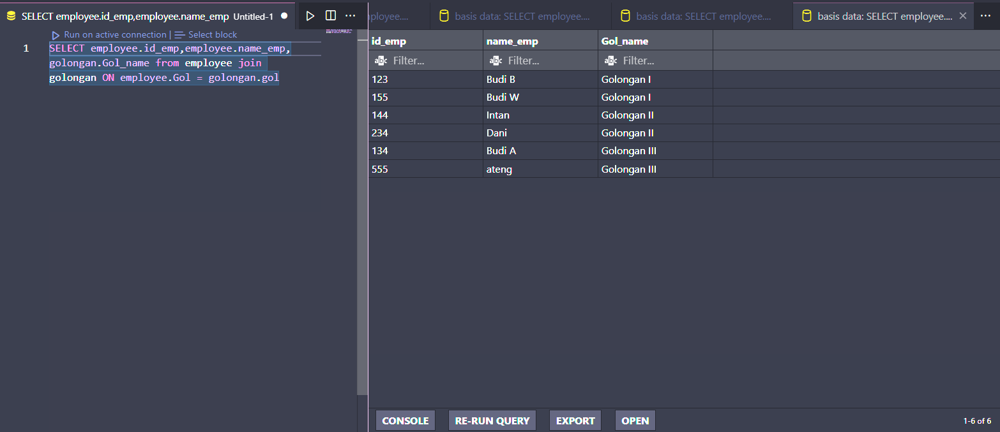 SELECT employee.id_emp,employee.name_emp Untitled-1
ployee....
basis data: SELECT employee....
basis data: SELECT employee....
basis data: SELECT employee....
Run on active connection | Select block
1 SELECT employee.id_emp,employee.name_emp,
golongan.Gol_name from employee join
golongan ON employee.Gol = golongan.gol
id_emp name_emp Gol_name
abc Filter... abc Filter... abc Filter...
123 Budi B Golongan I
155 Budi W Golongan I
144 Intan Golongan II
234 Dani Golongan II
134 Budi A Golongan III
555 ateng Golongan III
CONSOLE RE-RUN QUERY EXPORT OPEN 1-6 of 6